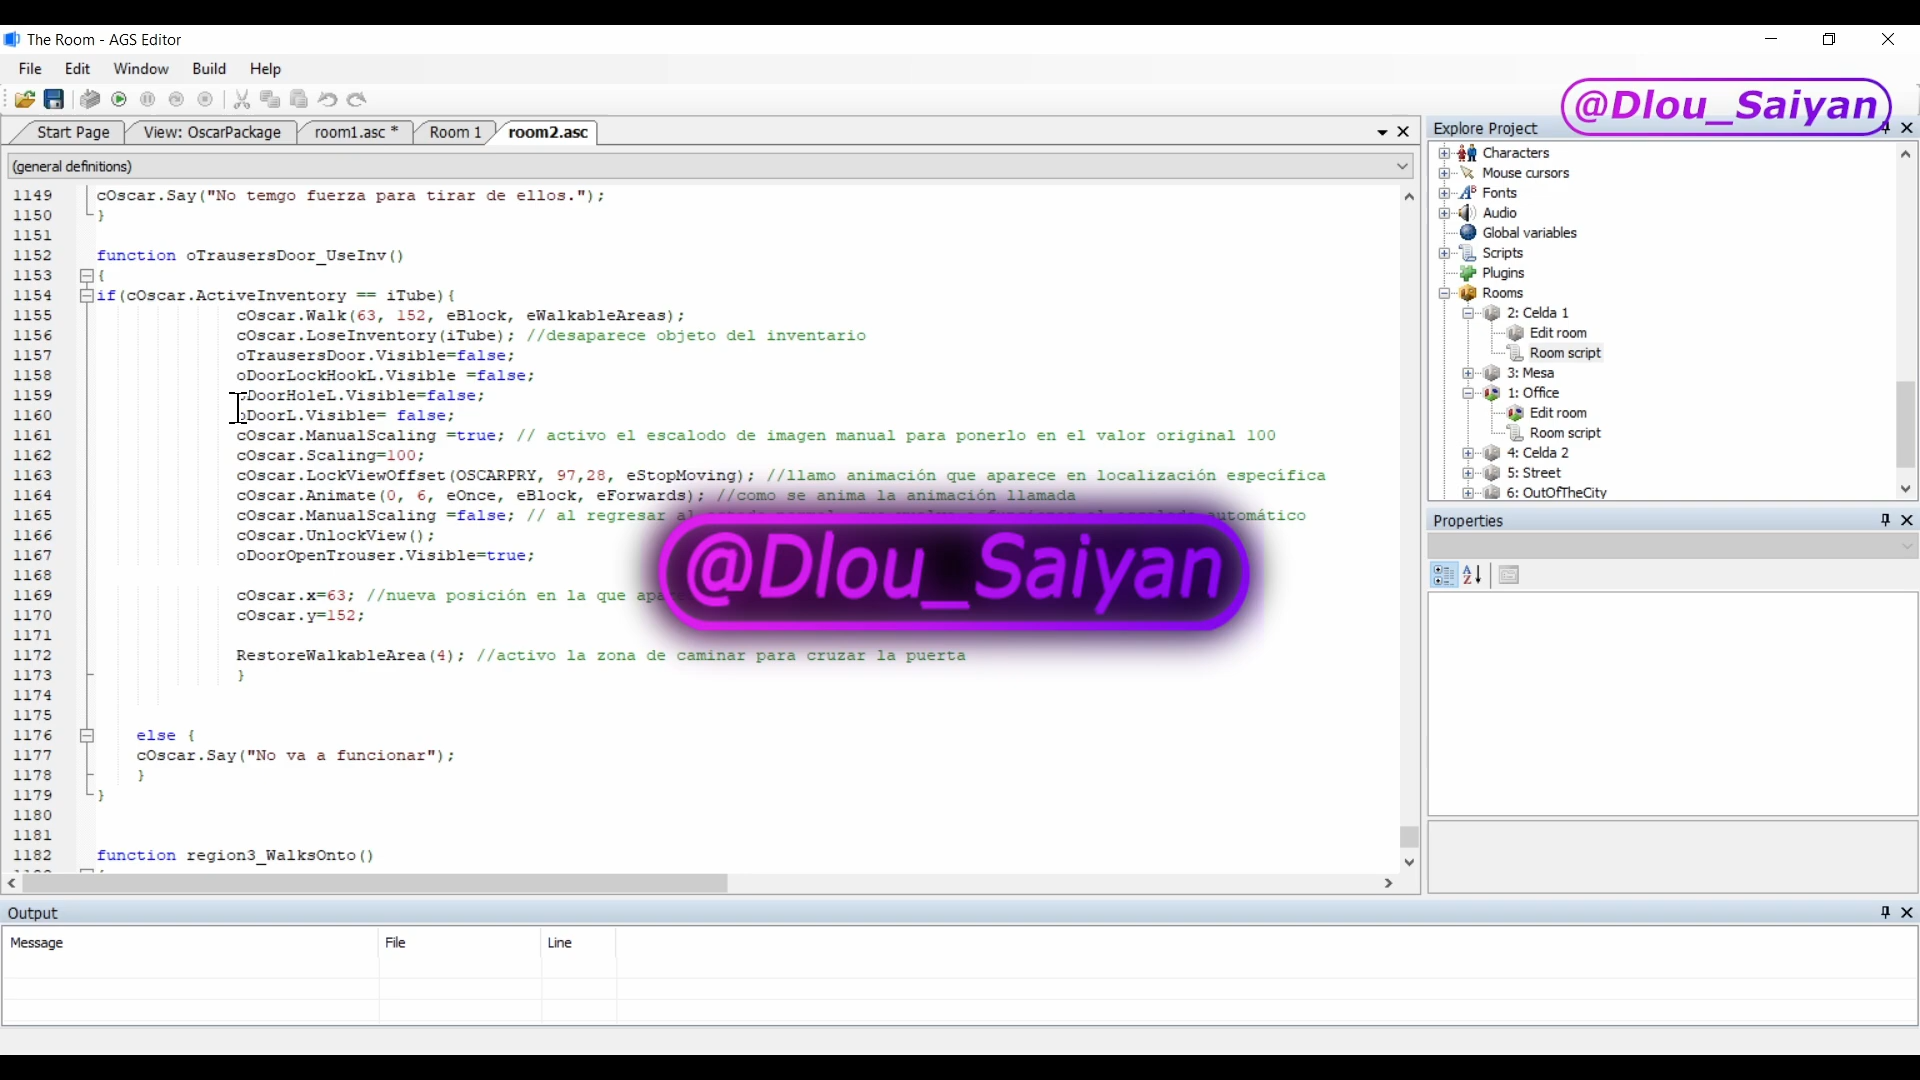 The Room - AGS Editor
File Edit Window Build Help
@Dlou_Saiyan
Start Page View: OscarPackage room1.asc * Room 1 room2.asc
Explore Project
(general definitions)
1149 cOscar.Say("No temgo fuerza para tirar de ellos.");
1150 }
1151
1152 function oTrausersDoor_UseInv()
1153 {
1154 if(cOscar.ActiveInventory == iTube){
1155 cOscar.Walk(63, 152, eBlock, eWalkableAreas);
1156 cOscar.LoseInventory(iTube); //desaparece objeto del inventario
1157 oTrausersDoor.Visible=false;
1158 oDoorLockHookL.Visible =false;
1159 DoorHoleL.Visible=false;
1160 oDoorL.Visible= false;
1161 cOscar.ManualScaling =true; // activo el escalodo de imagen manual para ponerlo en el valor original 100
1162 cOscar.Scaling=100;
1163 cOscar.LockViewOffset(OSCARPRY, 97,28, eStopMoving); //llamo animación que aparece en localización específica
1164 cOscar.Animate(0, 6, eOnce, eBlock, eForwards); //como se anima la animación llamada
1165 cOscar.ManualScaling =false; // al regresar al automático
1166 cOscar.UnlockView();
1167 oDoorOpenTrouser.Visible=true;
1168
1169 cOscar.x=63; //nueva posición en la que
1170 cOscar.y=152;
1171
1172 RestoreWalkableArea(4); //activo la zona de caminar para cruzar la puerta
1173 }
1174
1175
1176 else {
1177 cOscar.Say("No va a funcionar");
1178 }
1179 }
1180
1181
1182 function region3_WalksOnto()
@Dlou_Saiyan
Characters
Mouse cursors
Fonts
Audio
Global variables
Scripts
Plugins
Rooms
2: Celda 1
Edit room
Room script
3: Mesa
1: Office
Edit room
Room script
4: Celda 2
5: Street
6: OutOfTheCity
Properties
Output
Message File Line